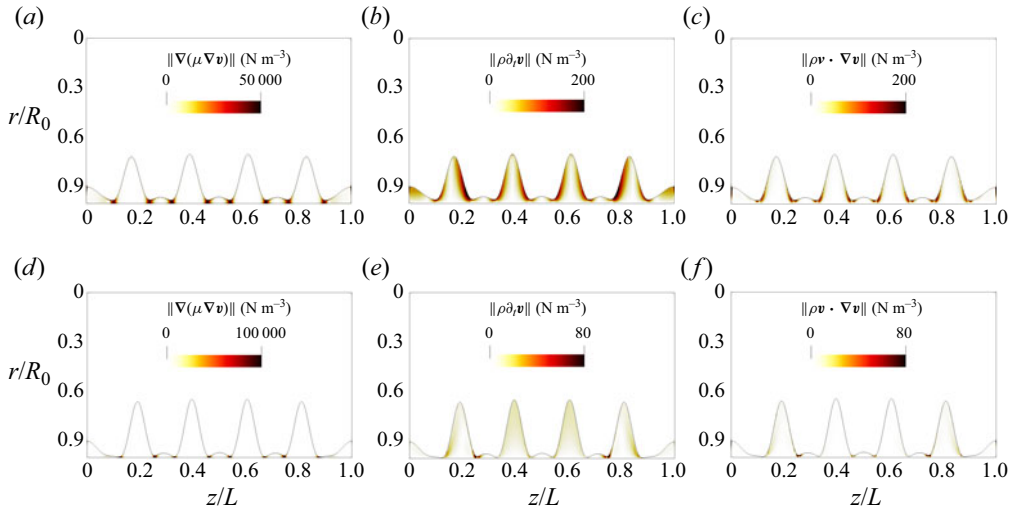 (a) (b) (c)
‖∇(μ∇v)‖ (N m⁻³) ‖ρ∂ₜv‖ (N m⁻³) ‖ρv · ∇v‖ (N m⁻³)
0 50 000 0 200 0 200
r/R₀
0 0 0
0.3 0.3 0.3
0.6 0.6 0.6
0.9 0.9 0.9
0 0.2 0.4 0.6 0.8 1.0 0 0.2 0.4 0.6 0.8 1.0 0 0.2 0.4 0.6 0.8 1.0
(d) (e) (f)
‖∇(μ∇v)‖ (N m⁻³) ‖ρ∂ₜv‖ (N m⁻³) ‖ρv · ∇v‖ (N m⁻³)
0 100 000 0 80 0 80
r/R₀
0 0 0
0.3 0.3 0.3
0.6 0.6 0.6
0.9 0.9 0.9
0 0.2 0.4 0.6 0.8 1.0 0 0.2 0.4 0.6 0.8 1.0 0 0.2 0.4 0.6 0.8 1.0
z/L z/L z/L